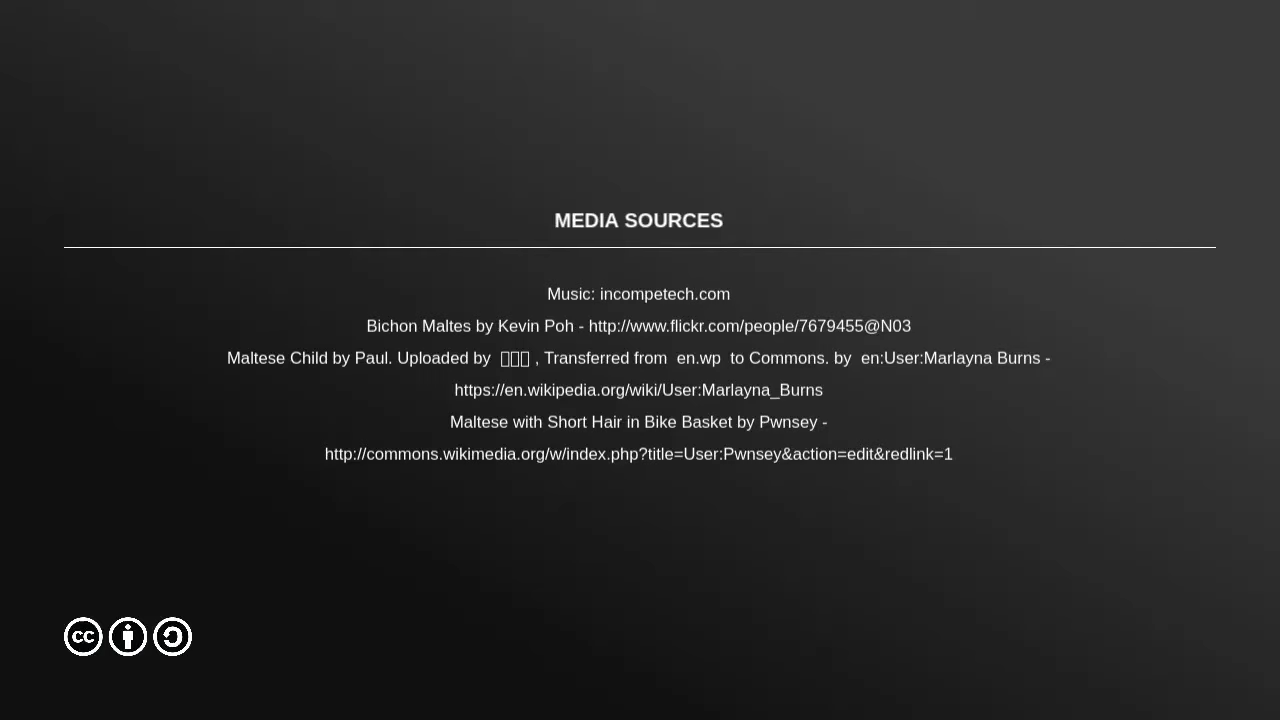 MEDIA SOURCES
Music: incompetech.com
Bichon Maltes by Kevin Poh - http://www.flickr.com/people/7679455@N03
Maltese Child by Paul. Uploaded by , Transferred from en.wp to Commons. by en:User:Marlayna Burns -
https://en.wikipedia.org/wiki/User:Marlayna_Burns
Maltese with Short Hair in Bike Basket by Pwnsey -
http://commons.wikimedia.org/w/index.php?title=User:Pwnsey&action=edit&redlink=1
cc